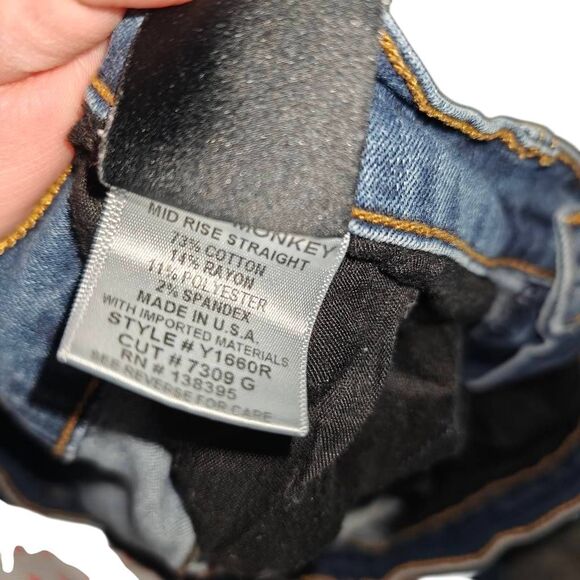 MONKEY
MID RISE STRAIGHT
73% COTTON
14% RAYON
11% POLYESTER
2% SPANDEX
MADE IN U.S.A.
WITH IMPORTED MATERIALS
STYLE# Y1660R
CUT # 7309 G
RN # 138395
SEE REVERSE FOR CARE